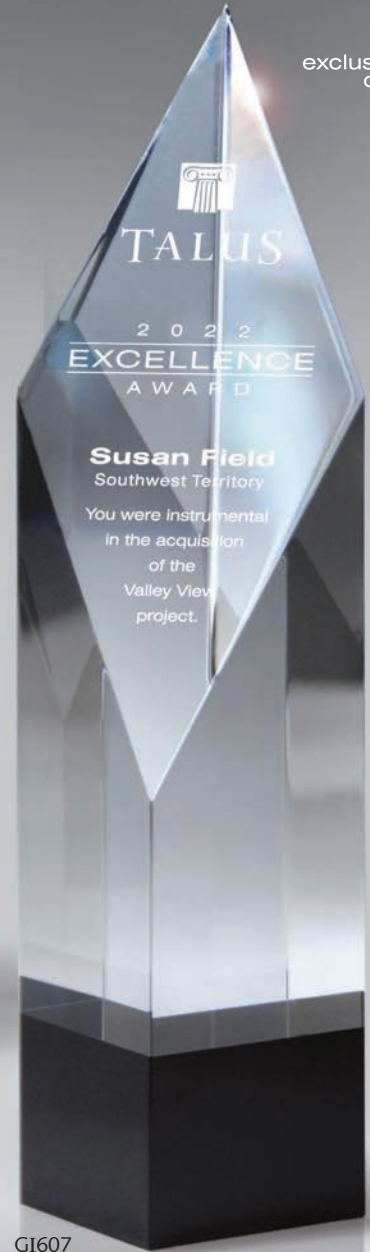 TALUS
2 0 2 2
EXCELLENCE
AWARD
Susan Field
Southwest Territory
You were instrumental
in the acquisition
of the
Valley View
project.
GI607